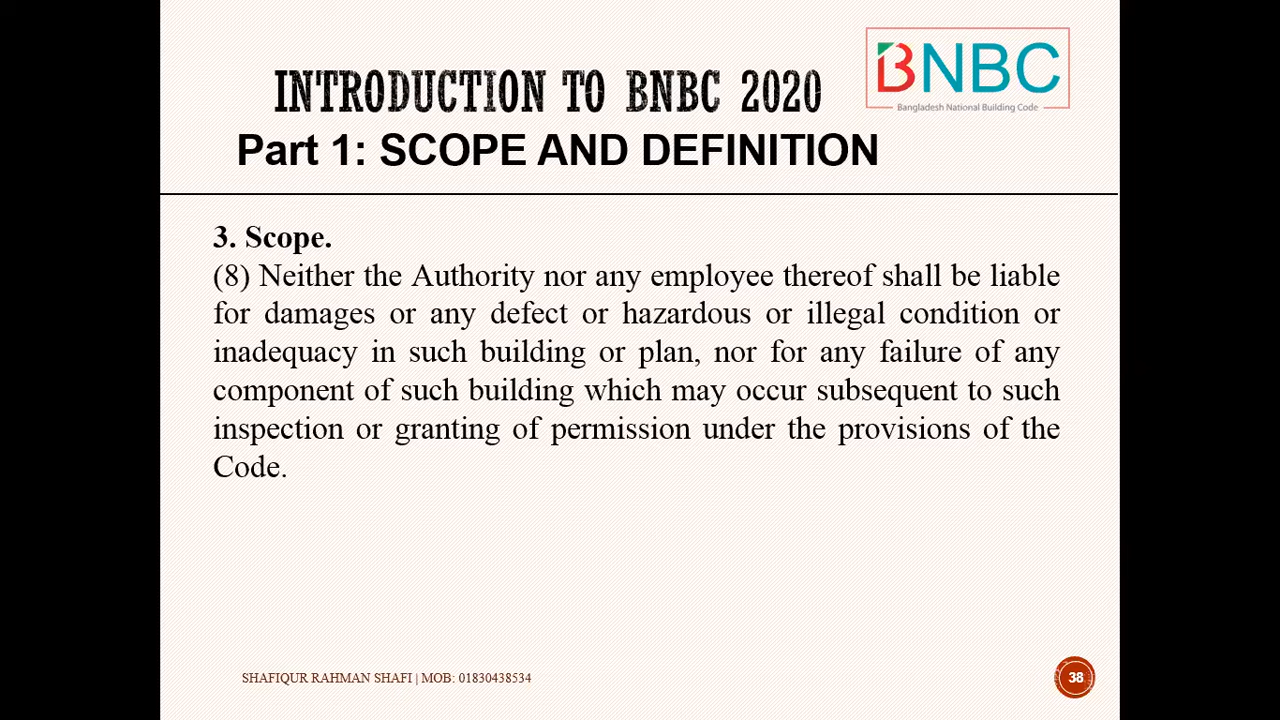 BNBC
Bangladesh National Building Code
INTRODUCTION TO BNBC 2020
Part 1: SCOPE AND DEFINITION
3. Scope.
(8) Neither the Authority nor any employee thereof shall be liable
for damages or any defect or hazardous or illegal condition or
inadequacy in such building or plan, nor for any failure of any
component of such building which may occur subsequent to such
inspection or granting of permission under the provisions of the
Code.
SHAFIQUR RAHMAN SHAFI | MOB: 01830438534
38